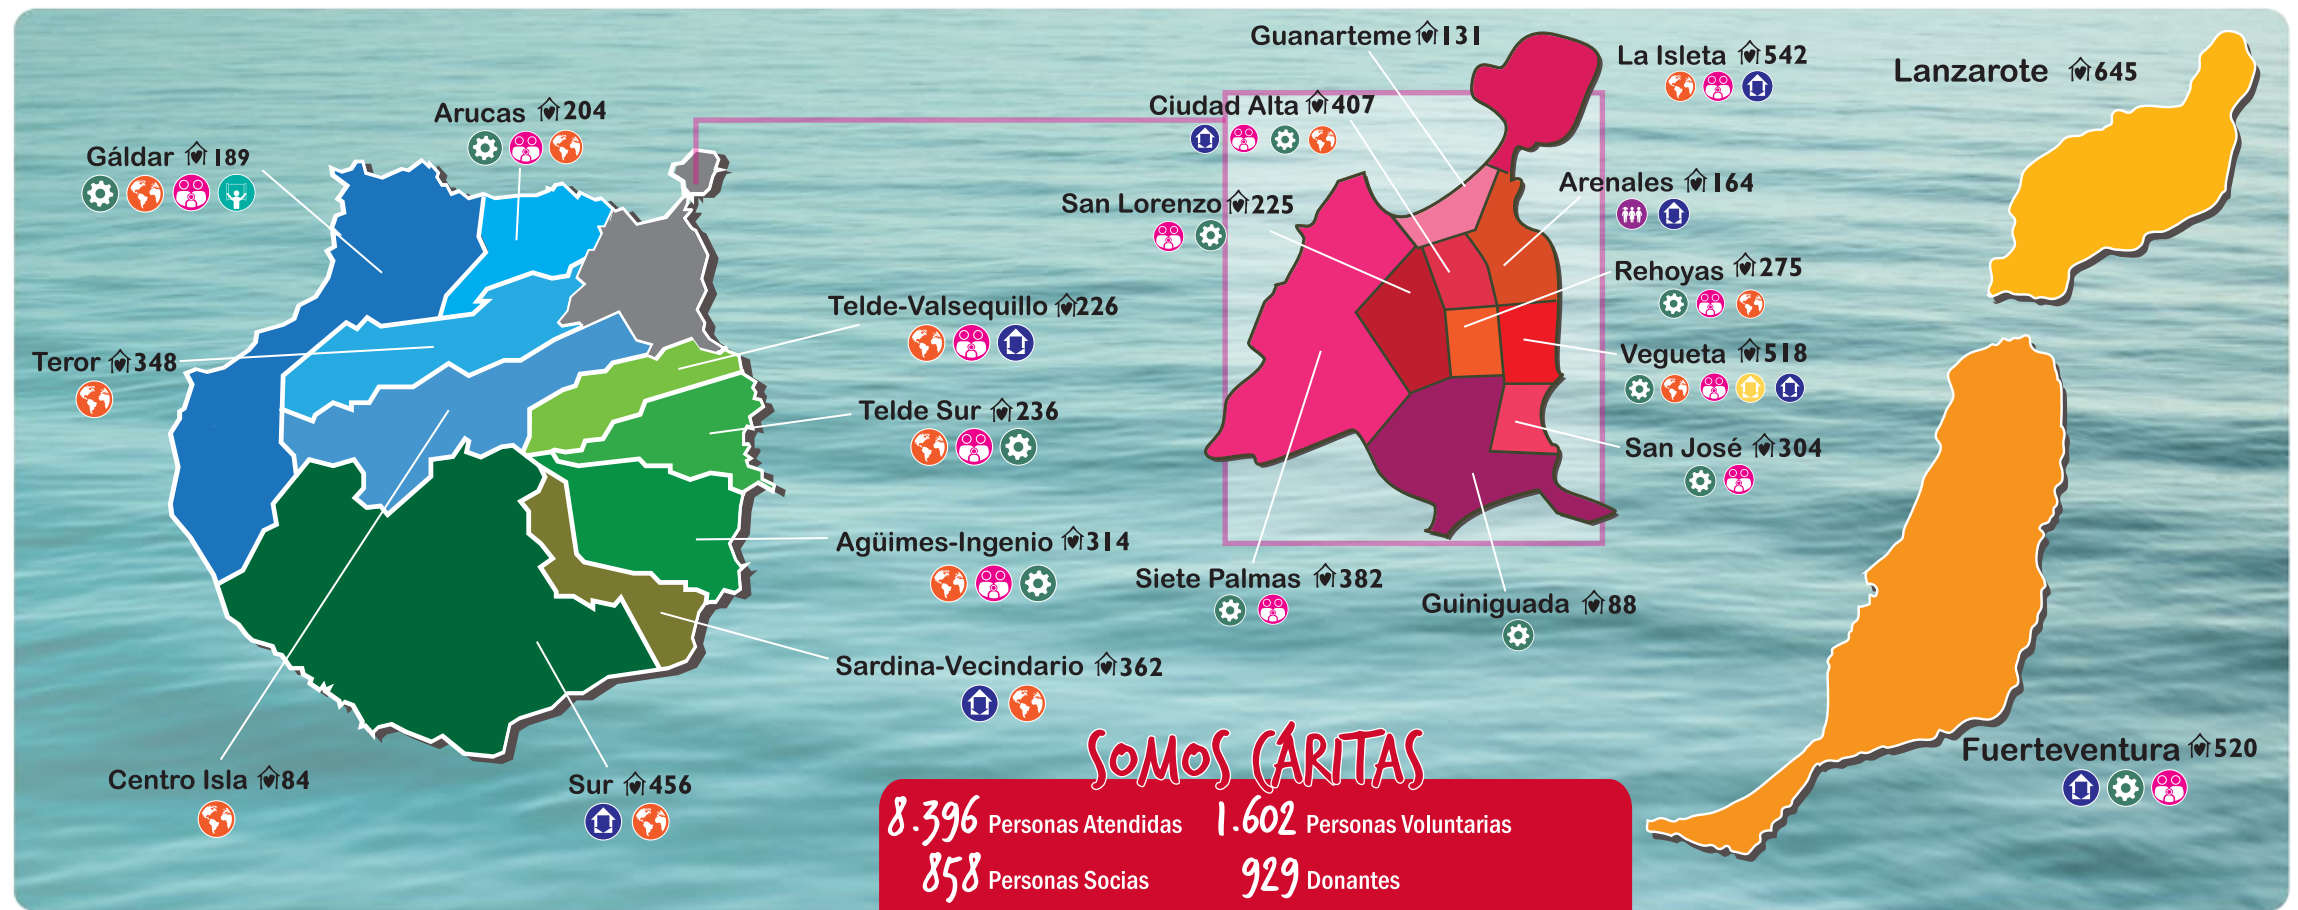 Guanarteme 131
La Isleta 542
Lanzarote 645
Arucas 204
Ciudad Alta 407
Gáldar 189
Arenales 164
San Lorenzo 225
Rehoyas 275
Telde-Valsequillo 226
Teror 348
Vegueta 518
Telde Sur 236
San José 304
Agüimes-Ingenio 314
Siete Palmas 382
Guiniguada 88
Sardina-Vecindario 362
Fuerteventura 520
Centro Isla 84
Sur 456
SOMOS CÁRITAS
8.396 Personas Atendidas 1.602 Personas Voluntarias
858 Personas Socias 929 Donantes